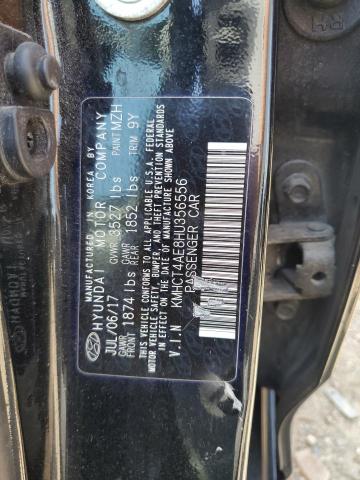 MANUFACTURED IN KOREA BY
HYUNDAI MOTOR COMPANY
JUL/06/17 GVWR 3527 lbs PAINT MZH
GAWR FRONT 1874 lbs GAWR REAR 1852 lbs TRIM 9Y
THIS VEHICLE CONFORMS TO ALL APPLICABLE U.S.A. FEDERAL
MOTOR VEHICLE SAFETY, BUMPER, AND THEFT PREVENTION
STANDARDS IN EFFECT ON THE DATE OF MANUFACTURE SHOWN ABOVE
V.I.N KMHCT4AE8HU356556
PASSENGER CAR